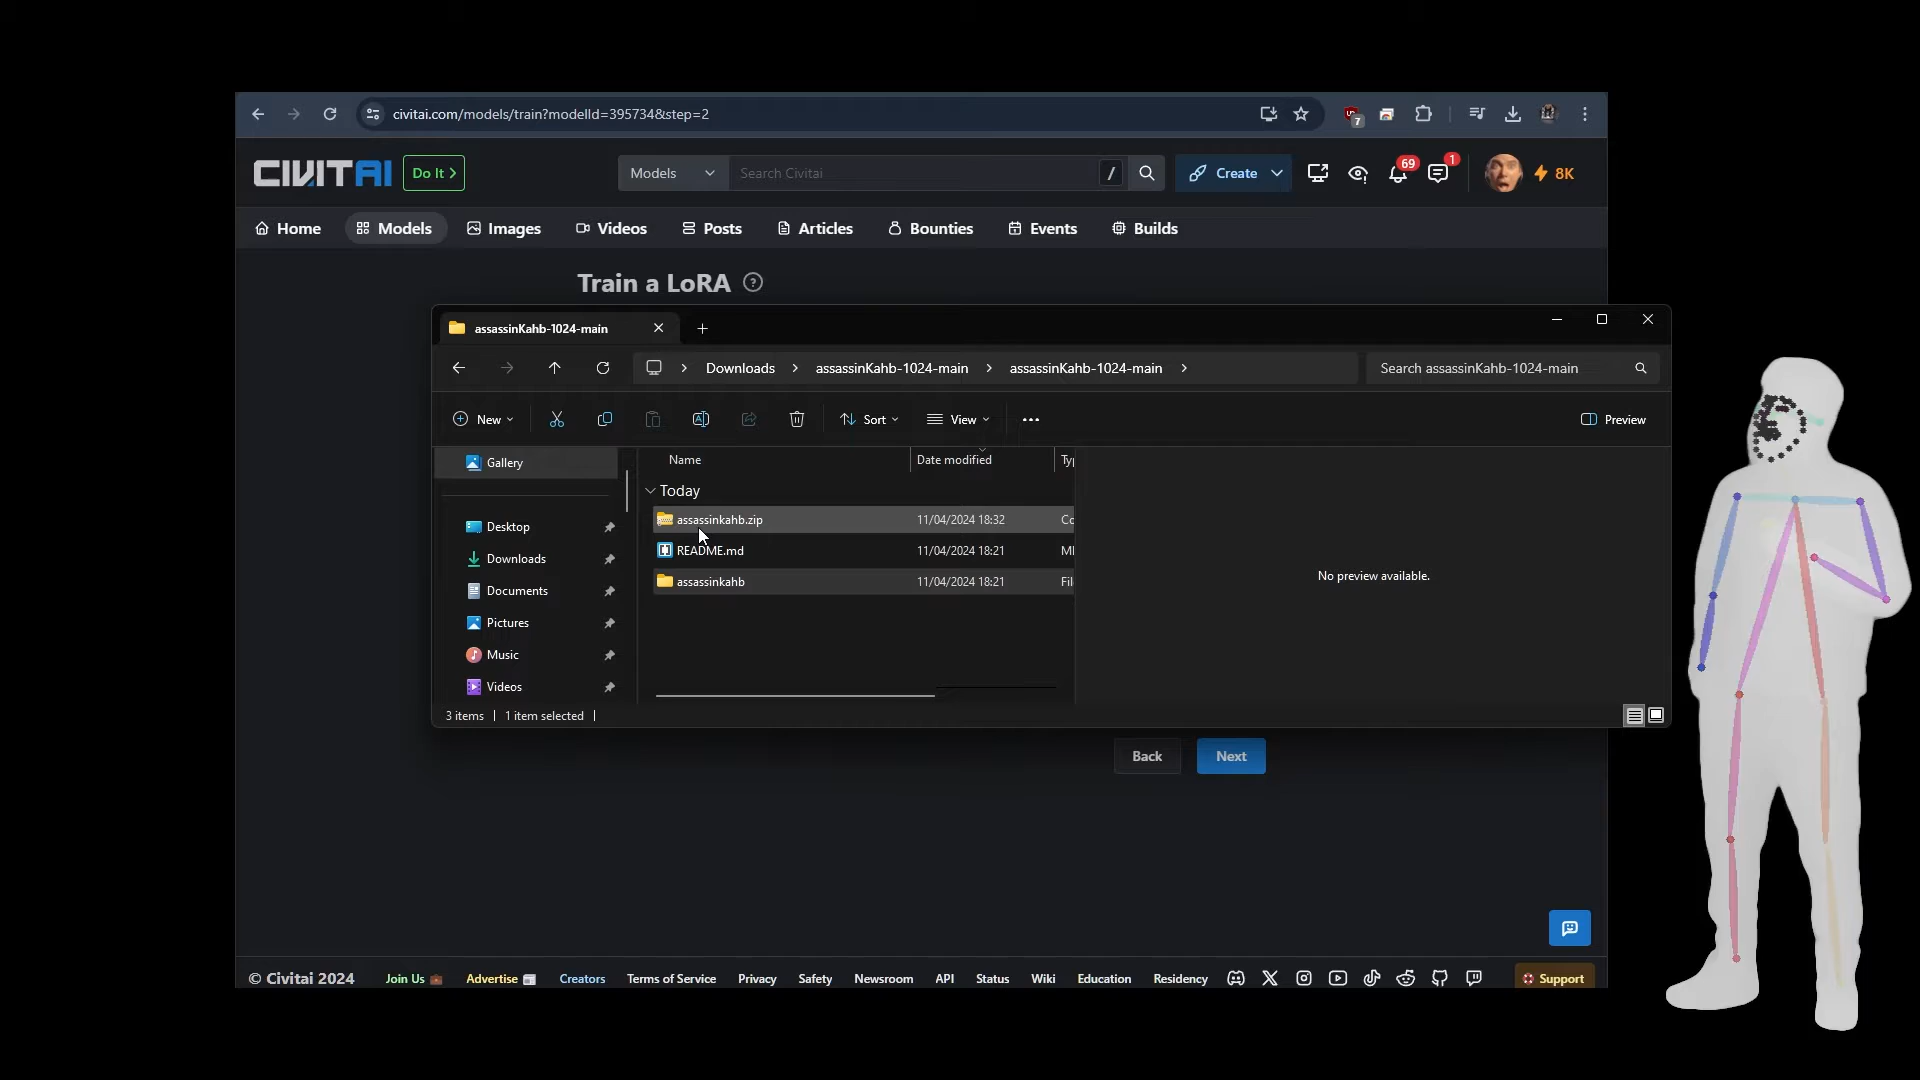 civitai.com/models/train?modelId=395734&step=2
7
CIVITAI
Do It
Models
Search Civitai
/
Create
69
1
8K
Home
Models
Images
Videos
Posts
Articles
Bounties
Events
Builds
Train a LoRA
assassinKahb-1024-main
Downloads
assassinKahb-1024-main
assassinKahb-1024-main
Search assassinKahb-1024-main
New
Sort
View
Preview
Gallery
Name
Date modified
Today
Desktop
assassinkahb.zip
11/04/2024 18:32
Downloads
README.md
11/04/2024 18:21
Documents
assassinkahb
11/04/2024 18:21
Pictures
Music
Videos
No preview available.
3 items
1 item selected
Back
Next
© Civitai 2024
Join Us
Advertise
Creators
Terms of Service
Privacy
Safety
Newsroom
API
Status
Wiki
Education
Residency
Support